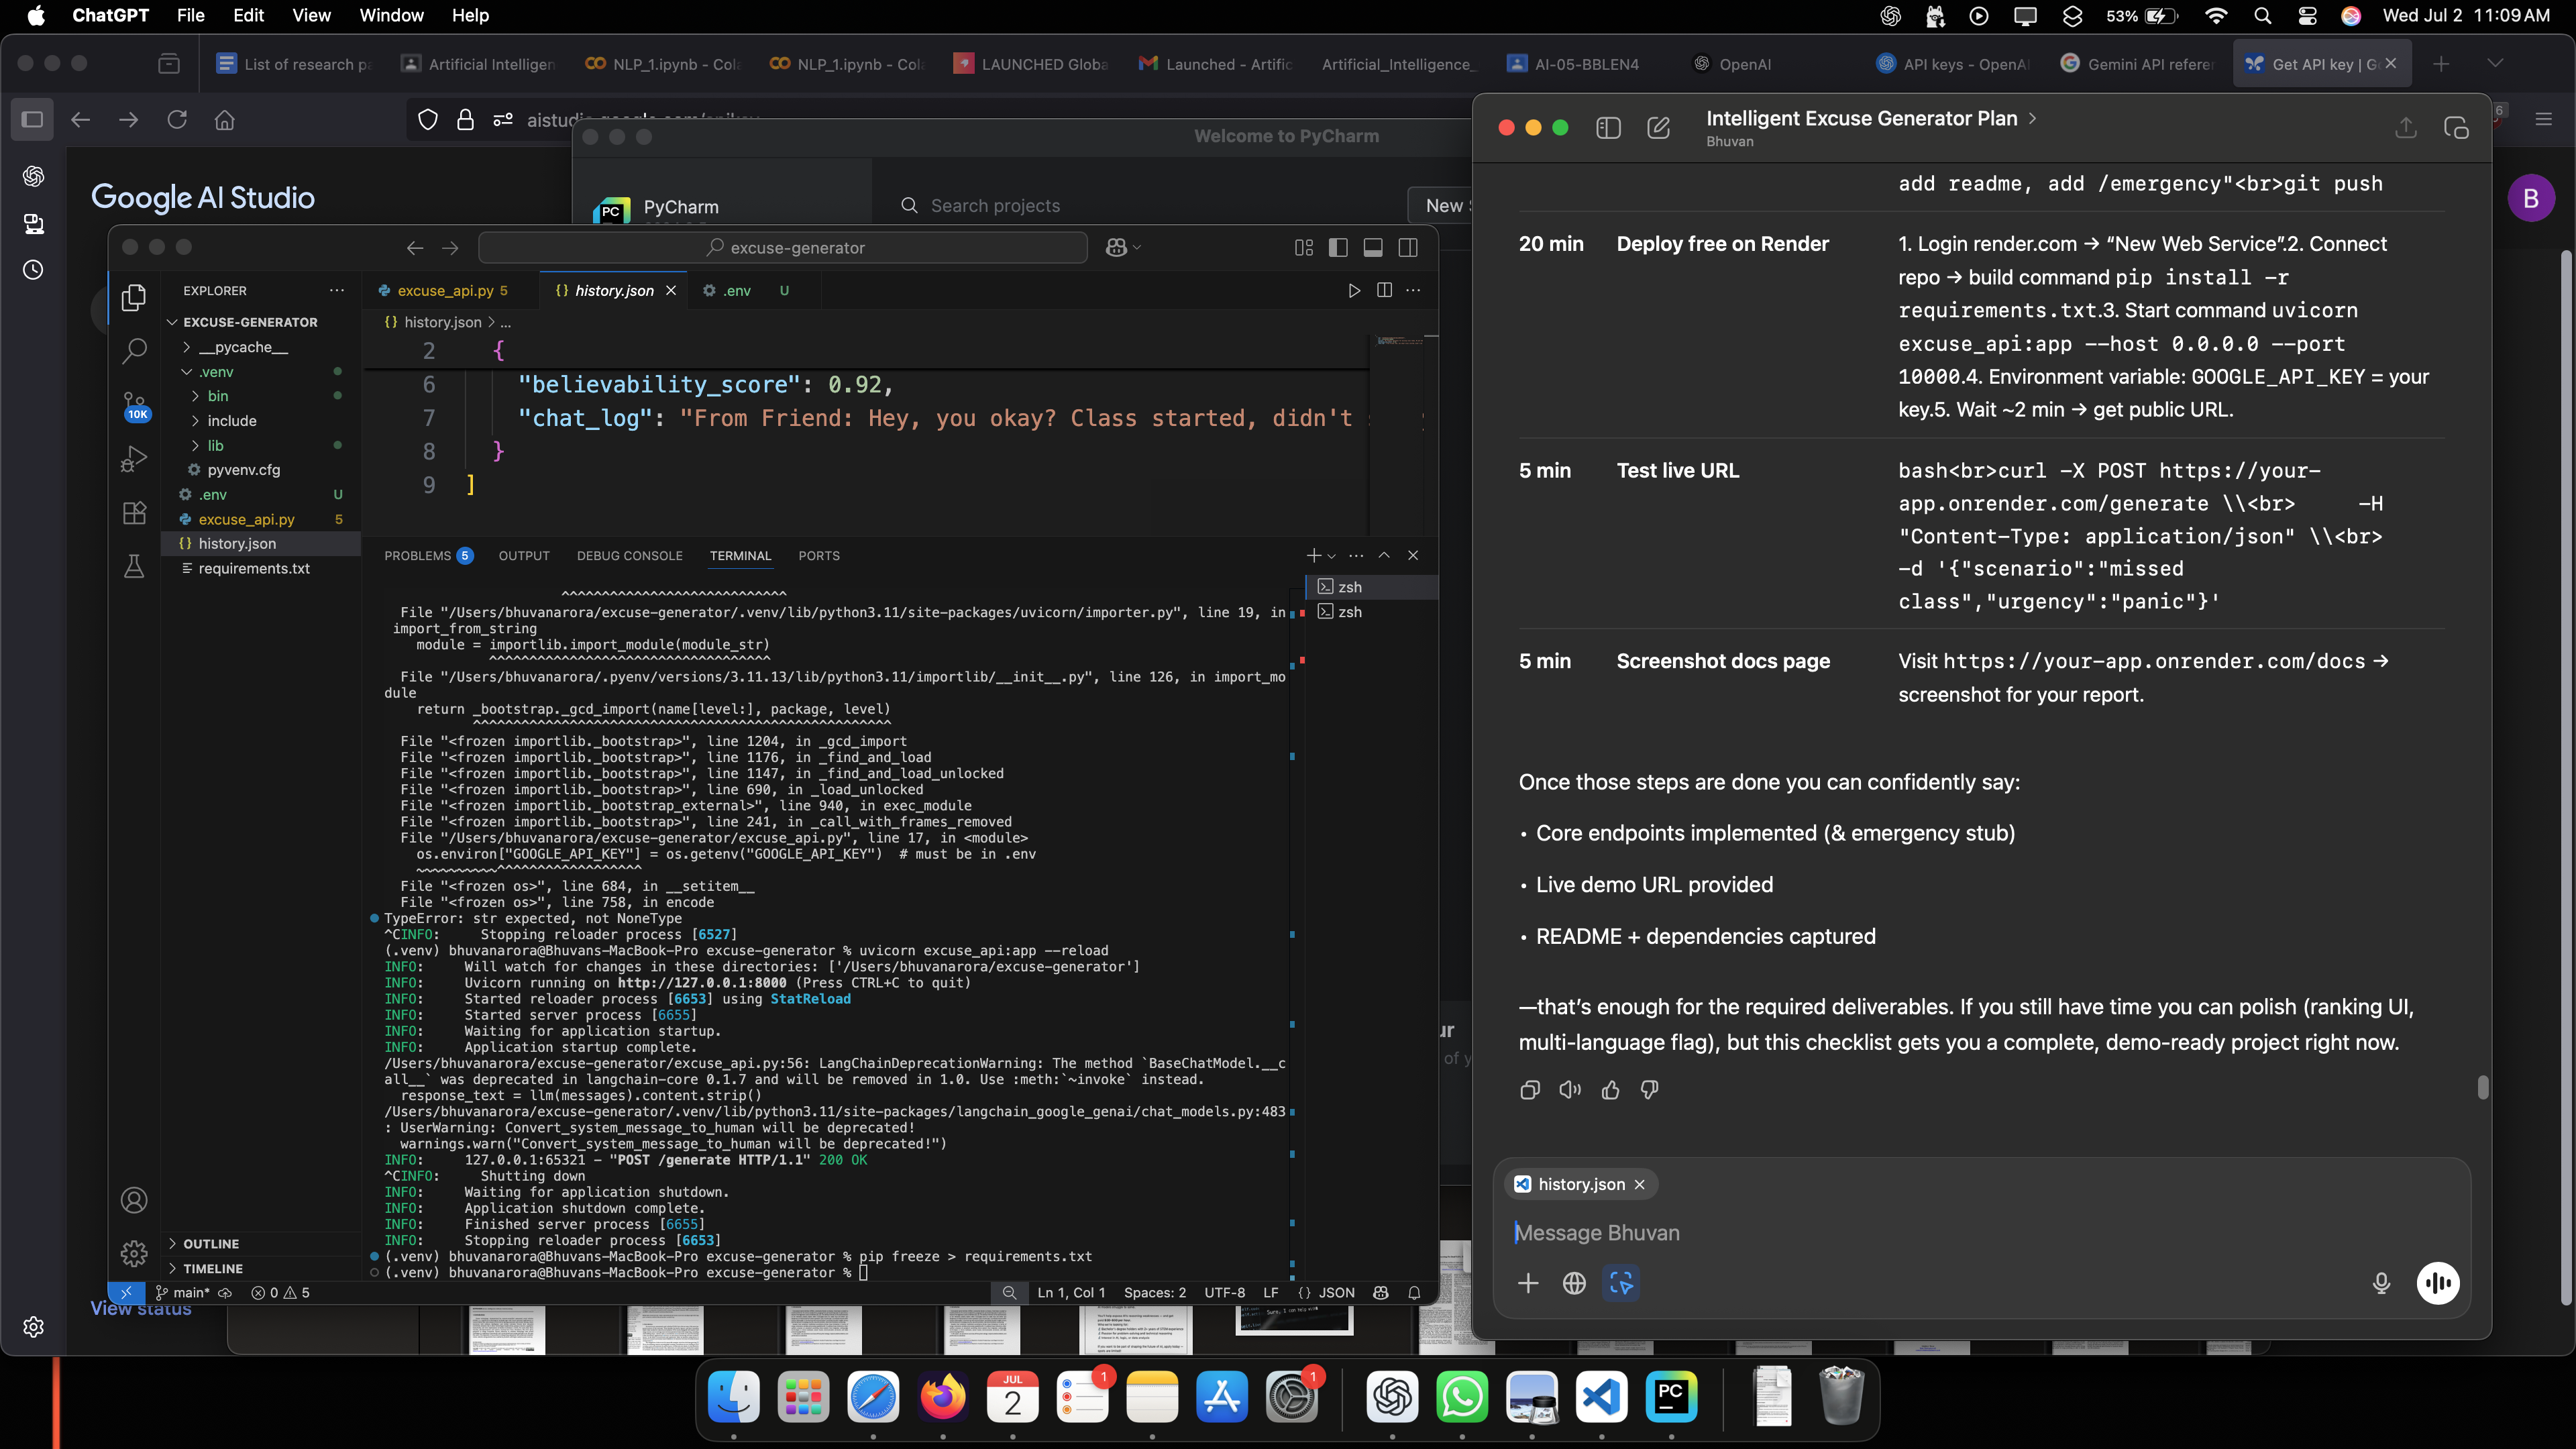 ChatGPT File Edit View Window Help
53% Wed Jul 2 11:09 AM
List of research pa
Artificial Intelligen
NLP_1.ipynb - Cola
NLP_1.ipynb - Cola
LAUNCHED Globa
Launched - Artific
Artificial_Intelligence_
AI-05-BBLEN4
OpenAI
API keys - OpenAI
Gemini API referen
Get API key | G
aistudio.google.com/apikey
6
Google AI Studio
B
View status
Welcome to PyCharm
PC
PyCharm
Search projects
New S
ur
of y
excuse-generator
EXPLORER
EXCUSE-GENERATOR
__pycache__
.venv
bin
include
lib
pyvenv.cfg
.env U
excuse_api.py 5
history.json
requirements.txt
OUTLINE
TIMELINE
10K
excuse_api.py 5
{} history.json
.env U
{} history.json > ...
2 {
6 "believability_score": 0.92,
7 "chat_log": "From Friend: Hey, you okay? Class started, didn't
8 }
9 ]
PROBLEMS 5 OUTPUT DEBUG CONSOLE TERMINAL PORTS
zsh
zsh
^^^^^^^^^^^^^^^^^^^^^^^^^^^^
File "/Users/bhuvanarora/excuse-generator/.venv/lib/python3.11/site-packages/uvicorn/importer.py", line 19, in
import_from_string
module = importlib.import_module(module_str)
^^^^^^^^^^^^^^^^^^^^^^^^^^^^^^^^^^^
File "/Users/bhuvanarora/.pyenv/versions/3.11.13/lib/python3.11/importlib/__init__.py", line 126, in import_mo
dule
return _bootstrap._gcd_import(name[level:], package, level)
^^^^^^^^^^^^^^^^^^^^^^^^^^^^^^^^^^^^^^^^^^^^^^^^^^^^
File "<frozen importlib._bootstrap>", line 1204, in _gcd_import
File "<frozen importlib._bootstrap>", line 1176, in _find_and_load
File "<frozen importlib._bootstrap>", line 1147, in _find_and_load_unlocked
File "<frozen importlib._bootstrap>", line 690, in _load_unlocked
File "<frozen importlib._bootstrap_external>", line 940, in exec_module
File "<frozen importlib._bootstrap>", line 241, in _call_with_frames_removed
File "/Users/bhuvanarora/excuse-generator/excuse_api.py", line 17, in <module>
os.environ["GOOGLE_API_KEY"] = os.getenv("GOOGLE_API_KEY")  # must be in .env
~~~~~~~~~~^^^^^^^^^^^^^^^^^^
File "<frozen os>", line 684, in __setitem__
File "<frozen os>", line 758, in encode
TypeError: str expected, not NoneType
^CINFO: Stopping reloader process [6527]
(.venv) bhuvanarora@Bhuvans-MacBook-Pro excuse-generator % uvicorn excuse_api:app --reload
INFO: Will watch for changes in these directories: ['/Users/bhuvanarora/excuse-generator']
INFO: Uvicorn running on http://127.0.0.1:8000 (Press CTRL+C to quit)
INFO: Started reloader process [6653] using StatReload
INFO: Started server process [6655]
INFO: Waiting for application startup.
INFO: Application startup complete.
/Users/bhuvanarora/excuse-generator/excuse_api.py:56: LangChainDeprecationWarning: The method `BaseChatModel.__c
all__` was deprecated in langchain-core 0.1.7 and will be removed in 1.0. Use :meth:`~invoke` instead.
response_text = llm(messages).content.strip()
/Users/bhuvanarora/excuse-generator/.venv/lib/python3.11/site-packages/langchain_google_genai/chat_models.py:483
: UserWarning: Convert_system_message_to_human will be deprecated!
warnings.warn("Convert_system_message_to_human will be deprecated!")
INFO: 127.0.0.1:65321 - "POST /generate HTTP/1.1" 200 OK
^CINFO: Shutting down
INFO: Waiting for application shutdown.
INFO: Application shutdown complete.
INFO: Finished server process [6655]
INFO: Stopping reloader process [6653]
(.venv) bhuvanarora@Bhuvans-MacBook-Pro excuse-generator % pip freeze > requirements.txt
(.venv) bhuvanarora@Bhuvans-MacBook-Pro excuse-generator %
main* 0 5
Ln 1, Col 1 Spaces: 2 UTF-8 LF {} JSON
Intelligent Excuse Generator Plan >
Bhuvan
add readme, add /emergency"<br>git push
20 min Deploy free on Render
1. Login render.com → “New Web Service”.2. Connect
repo → build command pip install -r
requirements.txt.3. Start command uvicorn
excuse_api:app --host 0.0.0.0 --port
10000.4. Environment variable: GOOGLE_API_KEY = your
key.5. Wait ~2 min → get public URL.
5 min Test live URL
bash<br>curl -X POST https://your-
app.onrender.com/generate \\<br> -H
"Content-Type: application/json" \\<br>
-d '{"scenario":"missed
class","urgency":"panic"}'
5 min Screenshot docs page
Visit https://your-app.onrender.com/docs →
screenshot for your report.
Once those steps are done you can confidently say:
• Core endpoints implemented (& emergency stub)
• Live demo URL provided
• README + dependencies captured
—that’s enough for the required deliverables. If you still have time you can polish (ranking UI,
multi-language flag), but this checklist gets you a complete, demo-ready project right now.
history.json
Message Bhuvan
JUL
2
1
1
PC